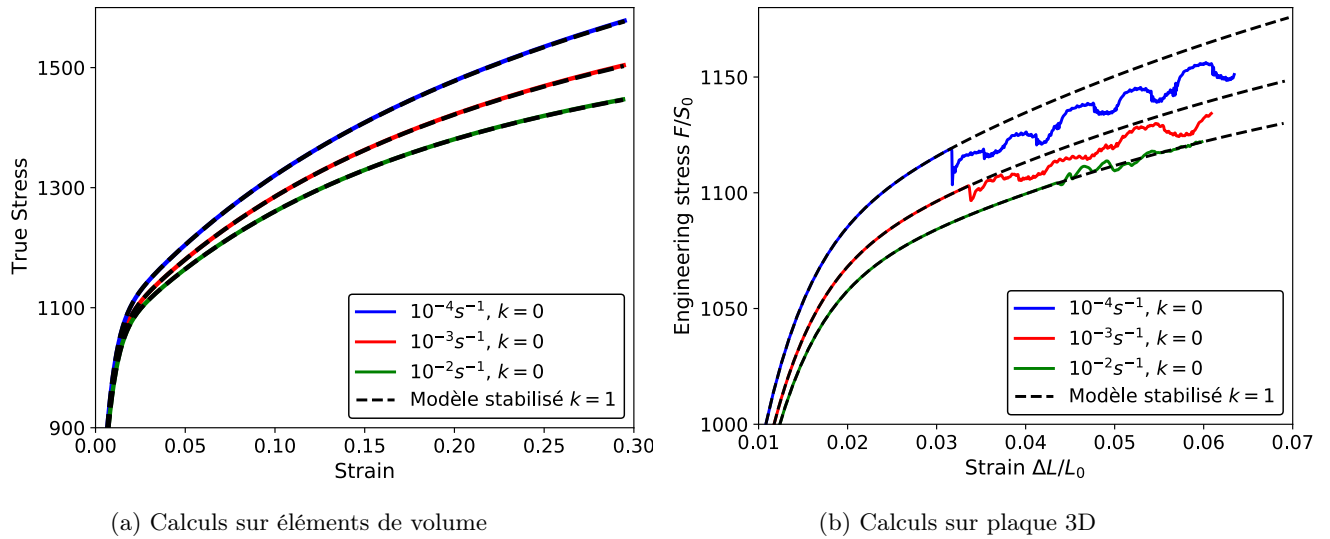 1500
1300
1100
900
True Stress
0.00 0.05 0.10 0.15 0.20 0.25 0.30
Strain
10⁻⁴s⁻¹, k = 0
10⁻³s⁻¹, k = 0
10⁻²s⁻¹, k = 0
Modèle stabilisé k = 1
(a) Calculs sur éléments de volume
1150
1100
1050
1000
Engineering stress F/S₀
0.01 0.02 0.03 0.04 0.05 0.06 0.07
Strain ΔL/L₀
10⁻⁴s⁻¹, k = 0
10⁻³s⁻¹, k = 0
10⁻²s⁻¹, k = 0
Modèle stabilisé k = 1
(b) Calculs sur plaque 3D